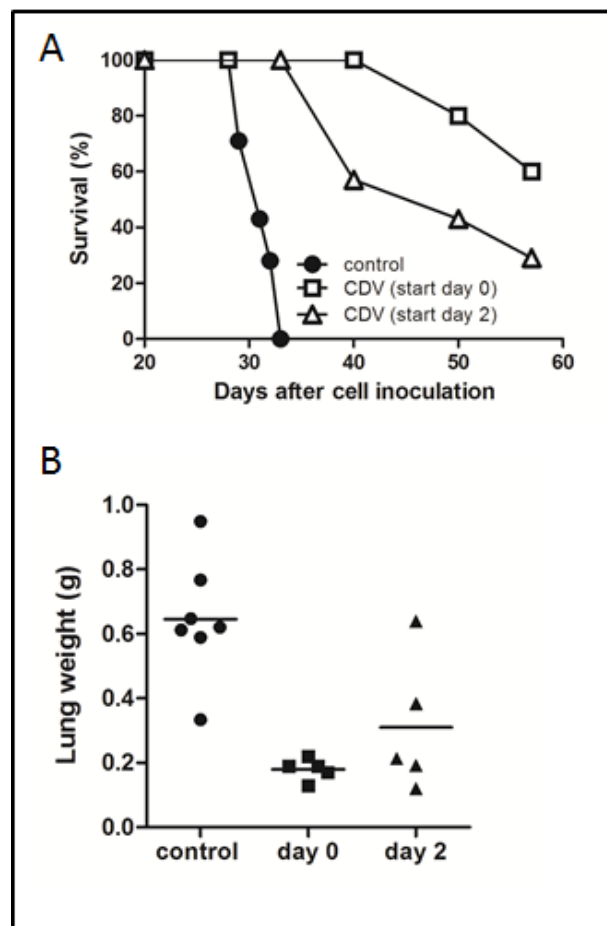 A
Survival (%)
100
80
60
40
20
0
control
CDV (start day 0)
CDV (start day 2)
20 30 40 50 60
Days after cell inoculation
B
Lung weight (g)
1.0
0.8
0.6
0.4
0.2
0.0
control day 0 day 2